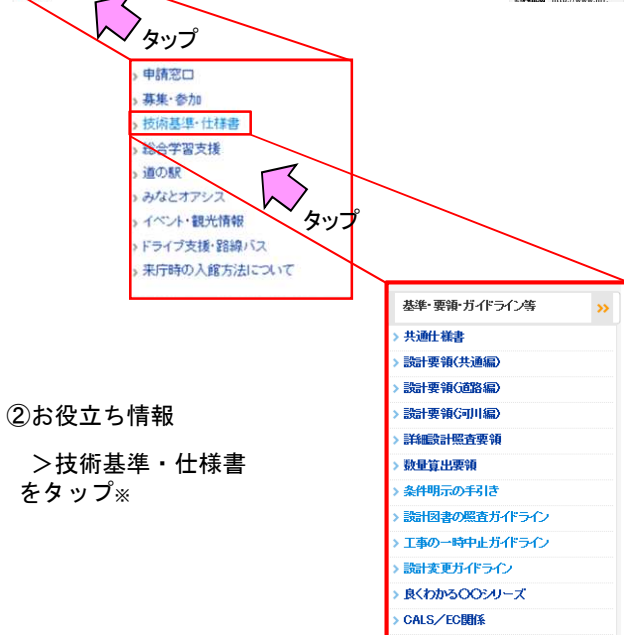 タップ
申請窓口
募集・参加
技術基準・仕様書
総合学習支援
道の駅
みなとオアシス
イベント・観光情報
ドライブ支援・路線バス
来庁時の入館方法について
タップ
基準・要領・ガイドライン等
共通仕様書
設計要領(共通編)
設計要領(道路編)
設計要領(河川編)
詳細設計照査要領
数量算出要領
条件明示の手引き
設計図書の照査ガイドライン
工事の一時中止ガイドライン
設計変更ガイドライン
良くわかる〇〇シリーズ
CALS/EC関係
②お役立ち情報
＞技術基準・仕様書
をタップ※